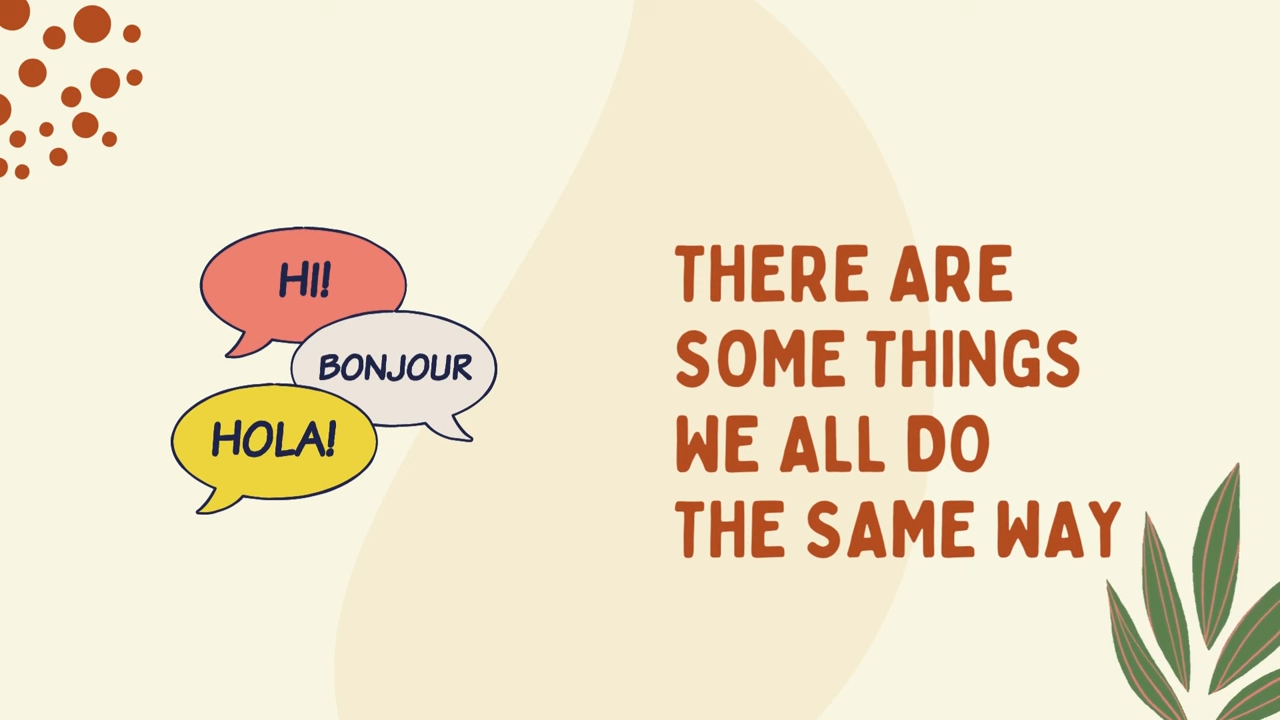 HI!
BONJOUR
HOLA!
THERE ARE
SOME THINGS
WE ALL DO
THE SAME WAY